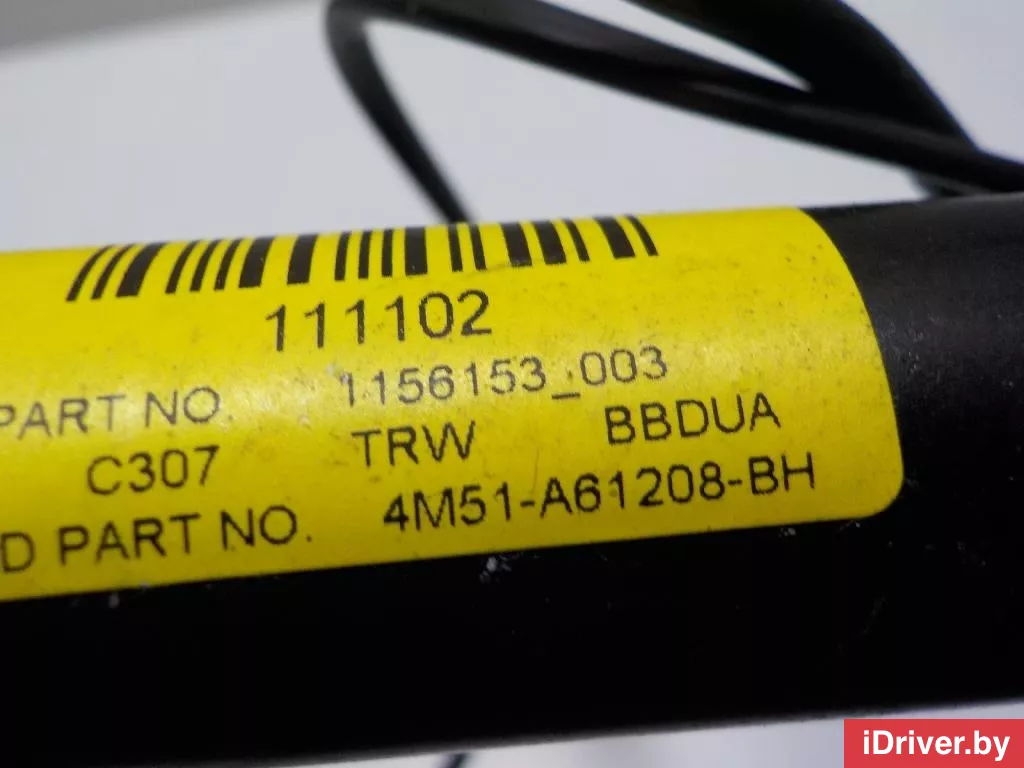 111102
PART NO. 1156153_003
C307 TRW BBDUA
D PART NO. 4M51-A61208-BH
iDriver.by